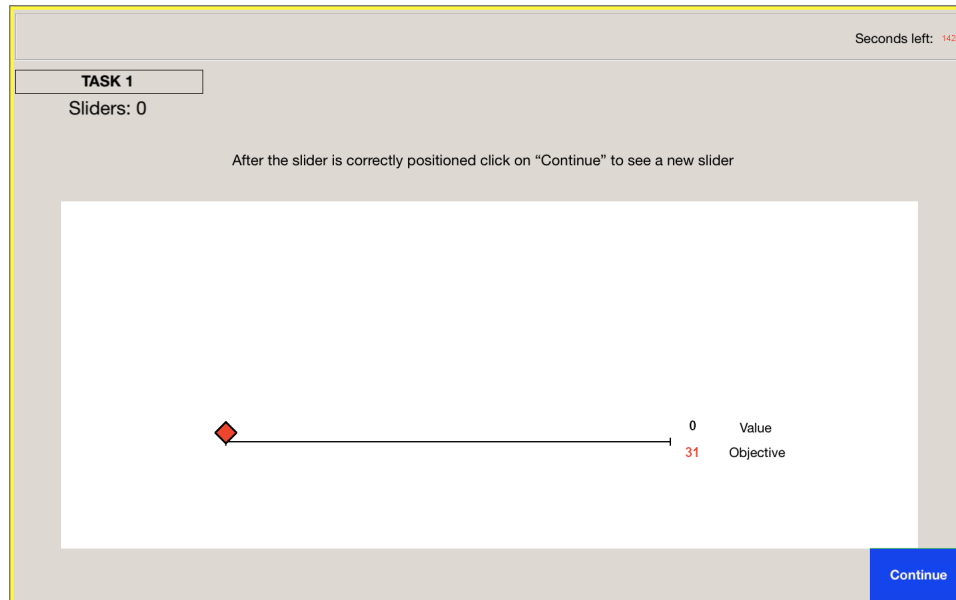 Seconds left: 142
TASK 1
Sliders: 0
After the slider is correctly positioned click on “Continue” to see a new slider
0 Value
31 Objective
Continue